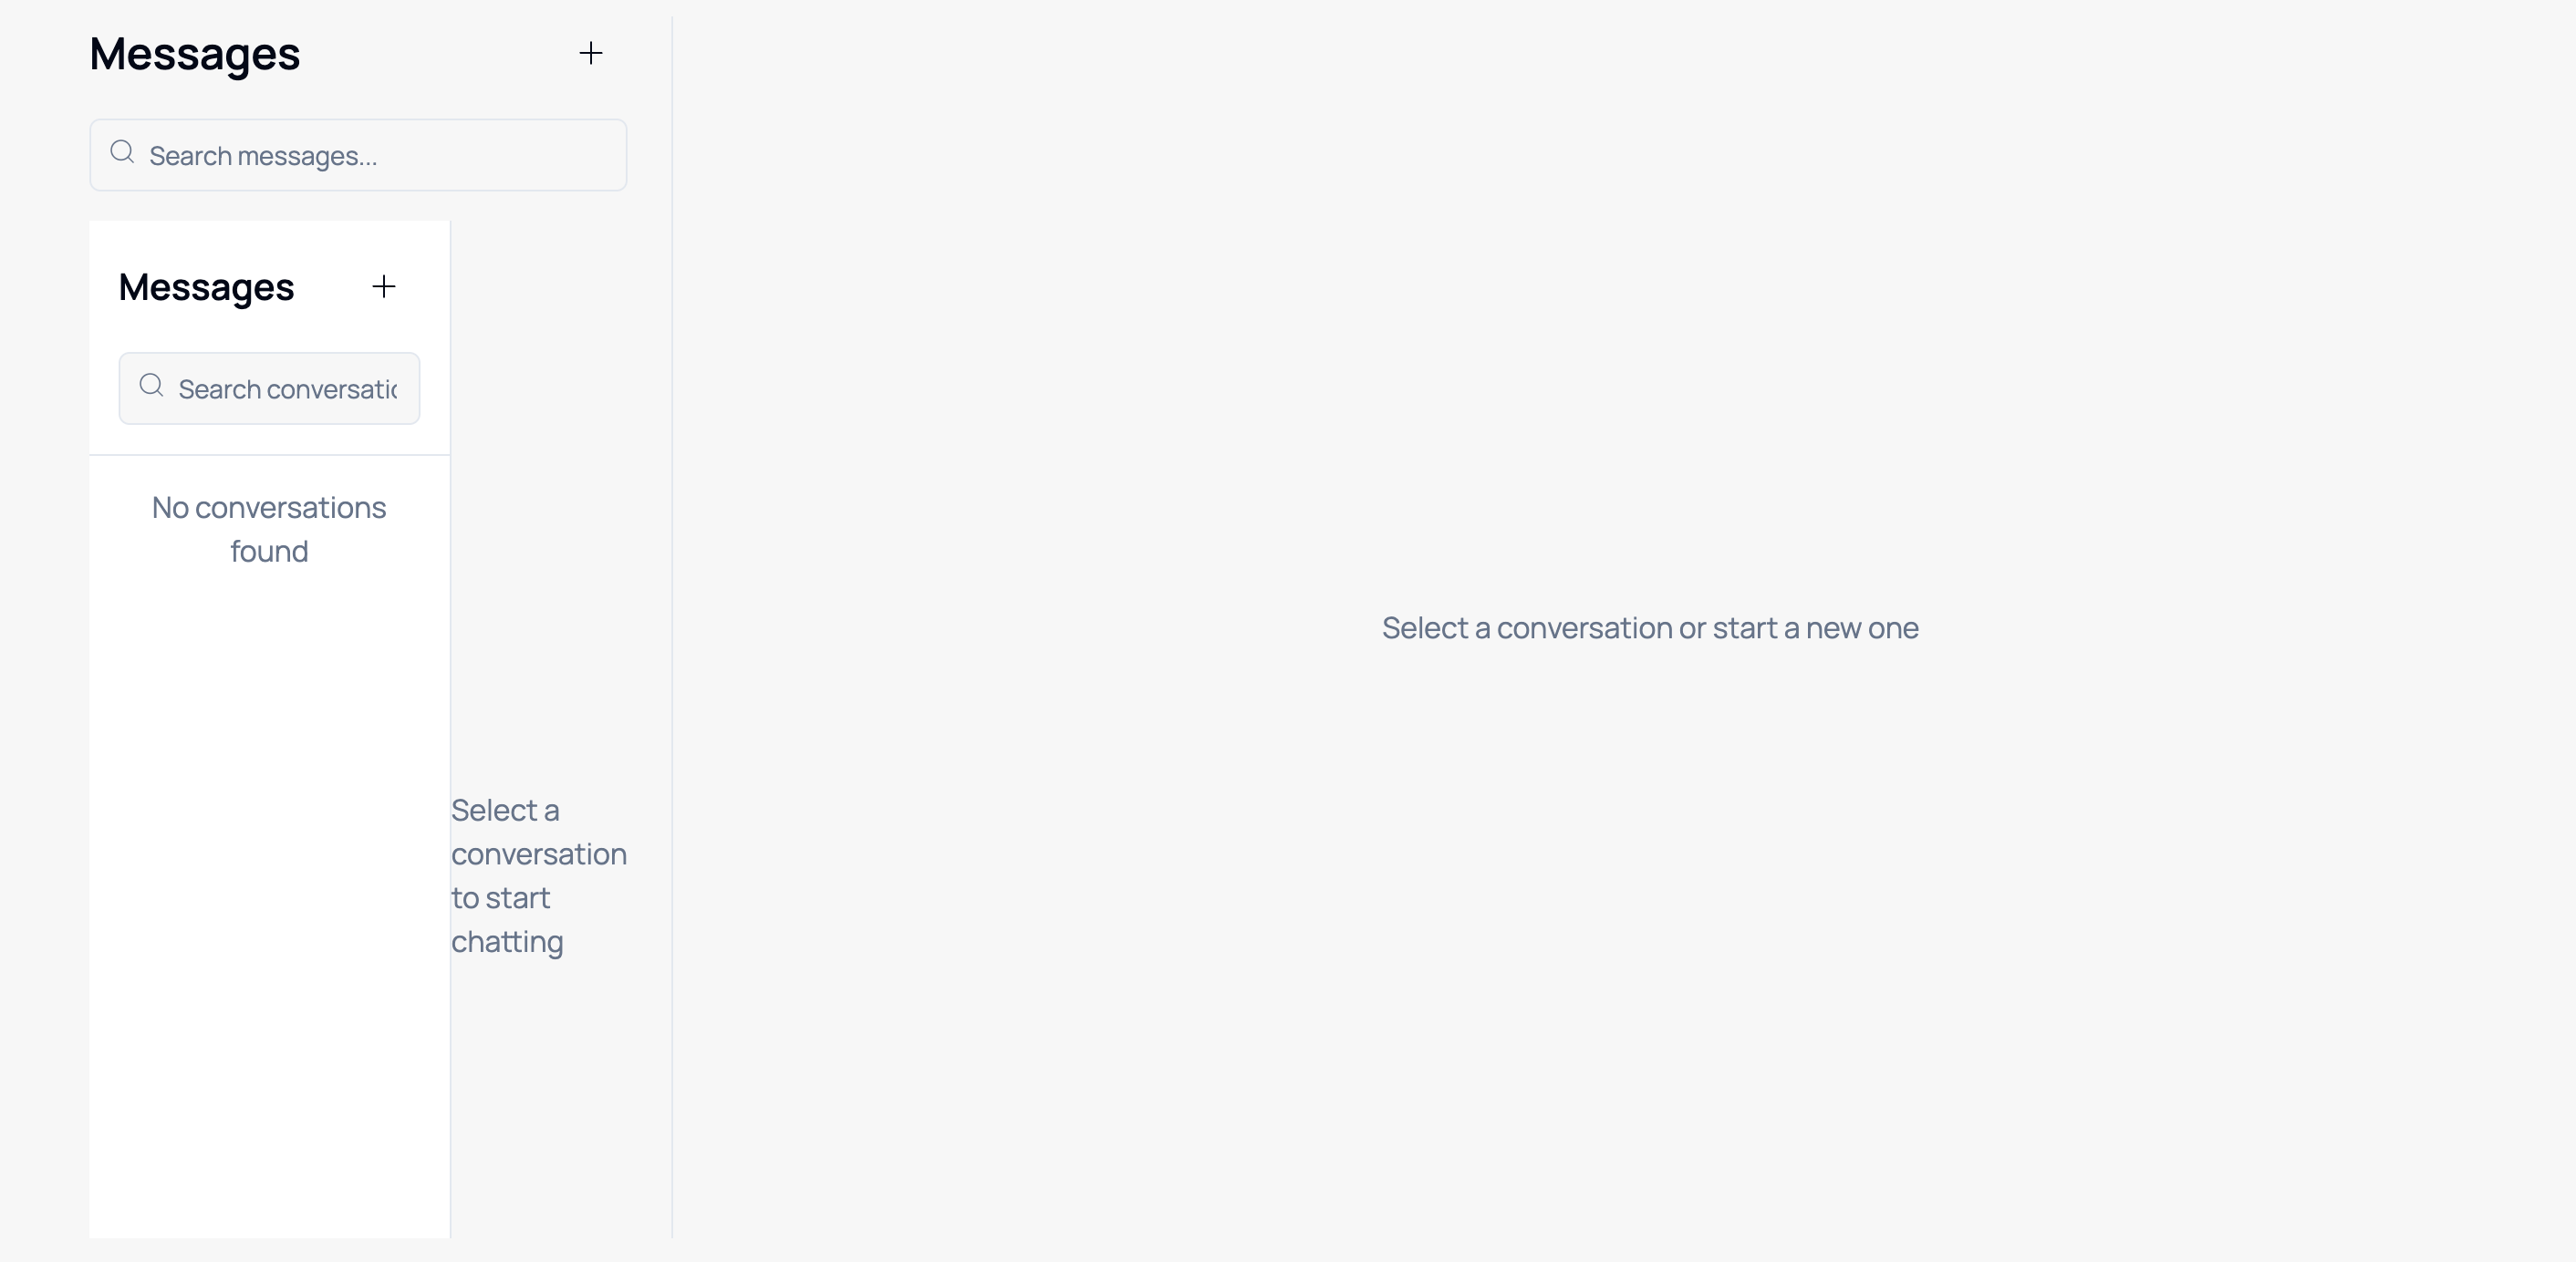 Messages
Search messages...
Messages
Search conversatic
No conversations
found
Select a
conversation
to start
chatting
Select a conversation or start a new one